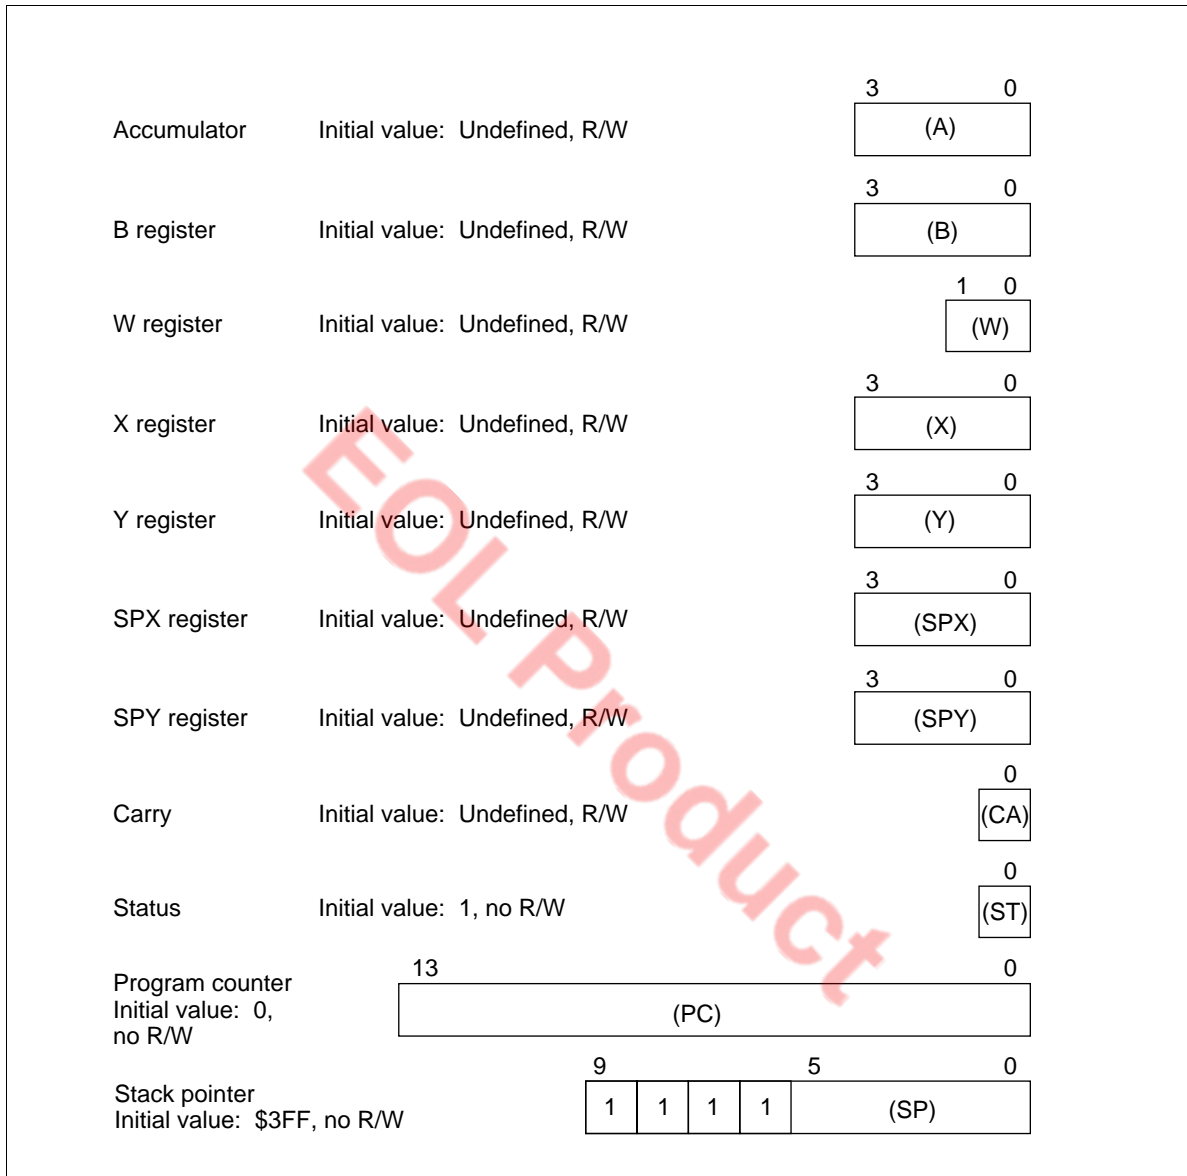 3 0
Accumulator Initial value: Undefined, R/W (A)
3 0
B register Initial value: Undefined, R/W (B)
1 0
W register Initial value: Undefined, R/W (W)
3 0
X register Initial value: Undefined, R/W (X)
3 0
Y register Initial value: Undefined, R/W (Y)
3 0
SPX register Initial value: Undefined, R/W (SPX)
3 0
SPY register Initial value: Undefined, R/W (SPY)
0
Carry Initial value: Undefined, R/W (CA)
0
Status Initial value: 1, no R/W (ST)
13 0
Program counter
Initial value: 0, (PC)
no R/W
9 5 0
Stack pointer
Initial value: $3FF, no R/W 1 1 1 1 (SP)
EOL Product